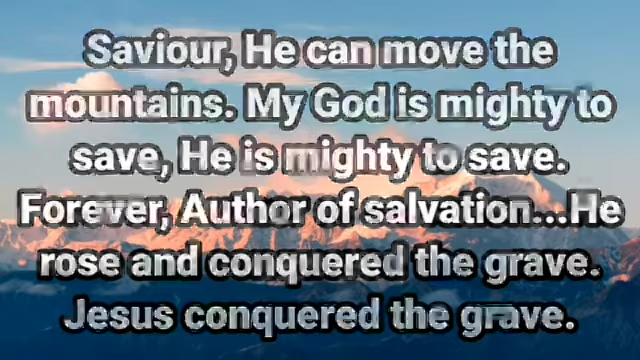 Saviour, He can move the
mountains. My God is mighty to
save, He is mighty to save.
Forever, Author of salvation...He
rose and conquered the grave.
Jesus conquered the grave.